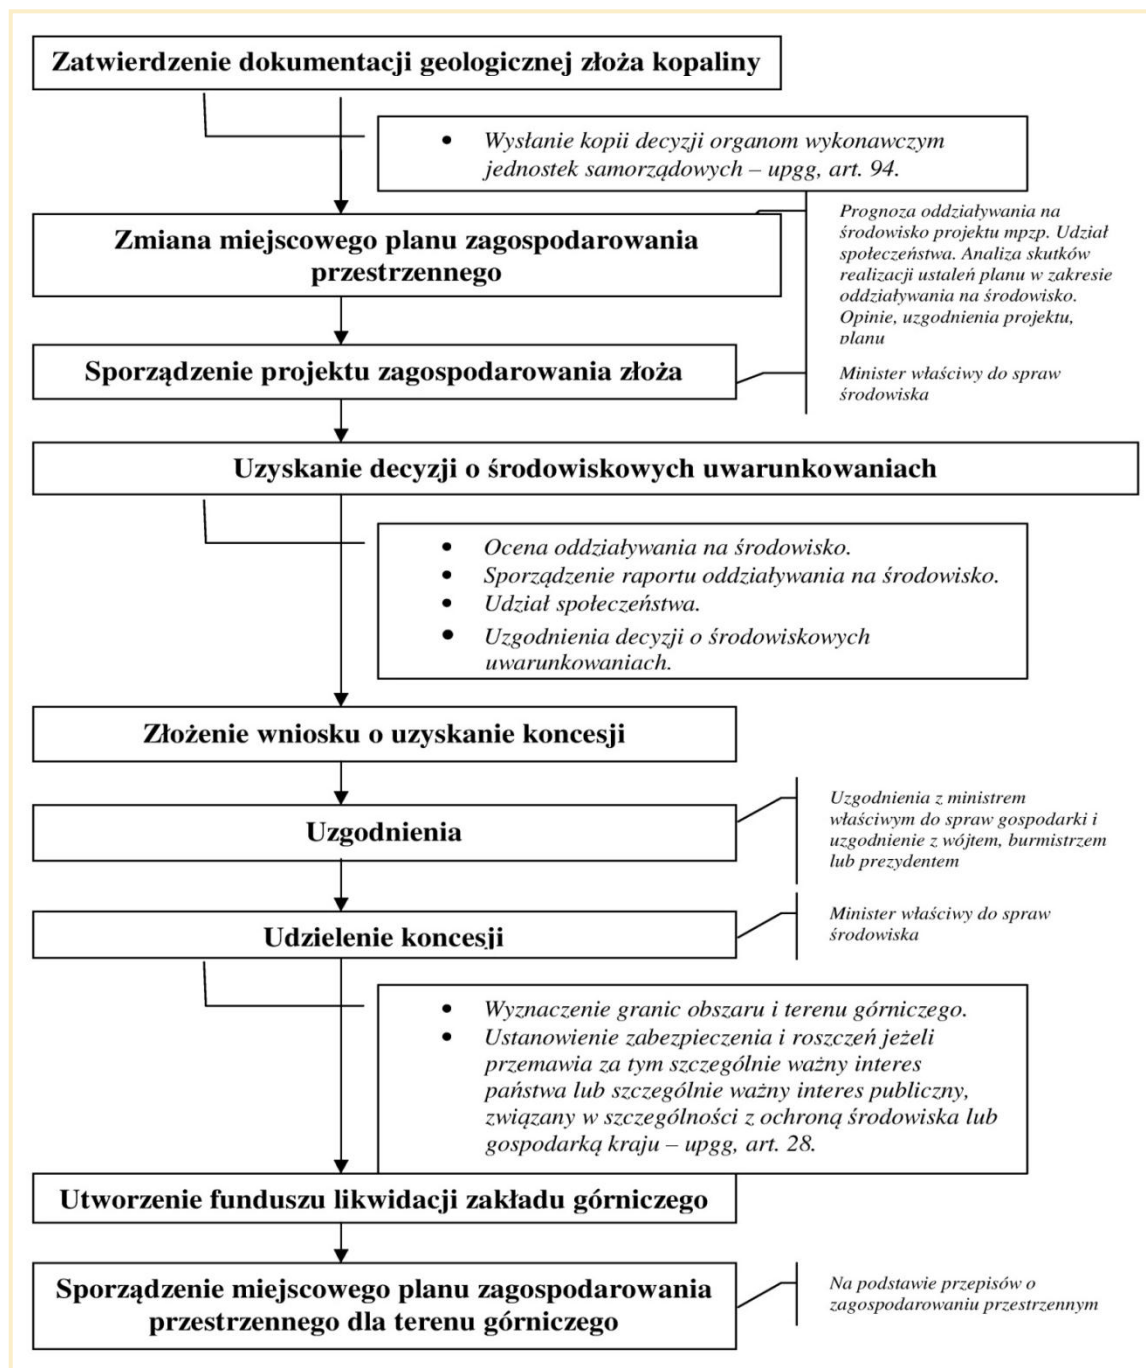 Zatwierdzenie dokumentacji geologicznej złoża kopaliny
• Wysłanie kopii decyzji organom wykonawczym
jednostek samorządowych – upgg, art. 94.
Zmiana miejscowego planu zagospodarowania
przestrzennego
Prognoza oddziaływania na
środowisko projektu mpzp. Udział
społeczeństwa. Analiza skutków
realizacji ustaleń planu w zakresie
oddziaływania na środowisko.
Opinie, uzgodnienia projektu,
planu
Sporządzenie projektu zagospodarowania złoża
Minister właściwy do spraw
środowiska
Uzyskanie decyzji o środowiskowych uwarunkowaniach
• Ocena oddziaływania na środowisko.
• Sporządzenie raportu oddziaływania na środowisko.
• Udział społeczeństwa.
• Uzgodnienia decyzji o środowiskowych
uwarunkowaniach.
Złożenie wniosku o uzyskanie koncesji
Uzgodnienia
Uzgodnienia z ministrem
właściwym do spraw gospodarki i
uzgodnienie z wójtem, burmistrzem
lub prezydentem
Udzielenie koncesji
Minister właściwy do spraw
środowiska
• Wyznaczenie granic obszaru i terenu górniczego.
• Ustanowienie zabezpieczenia i roszczeń jeżeli
przemawia za tym szczególnie ważny interes
państwa lub szczególnie ważny interes publiczny,
związany w szczególności z ochroną środowiska lub
gospodarką kraju – upgg, art. 28.
Utworzenie funduszu likwidacji zakładu górniczego
Sporządzenie miejscowego planu zagospodarowania
przestrzennego dla terenu górniczego
Na podstawie przepisów o
zagospodarowaniu przestrzennym